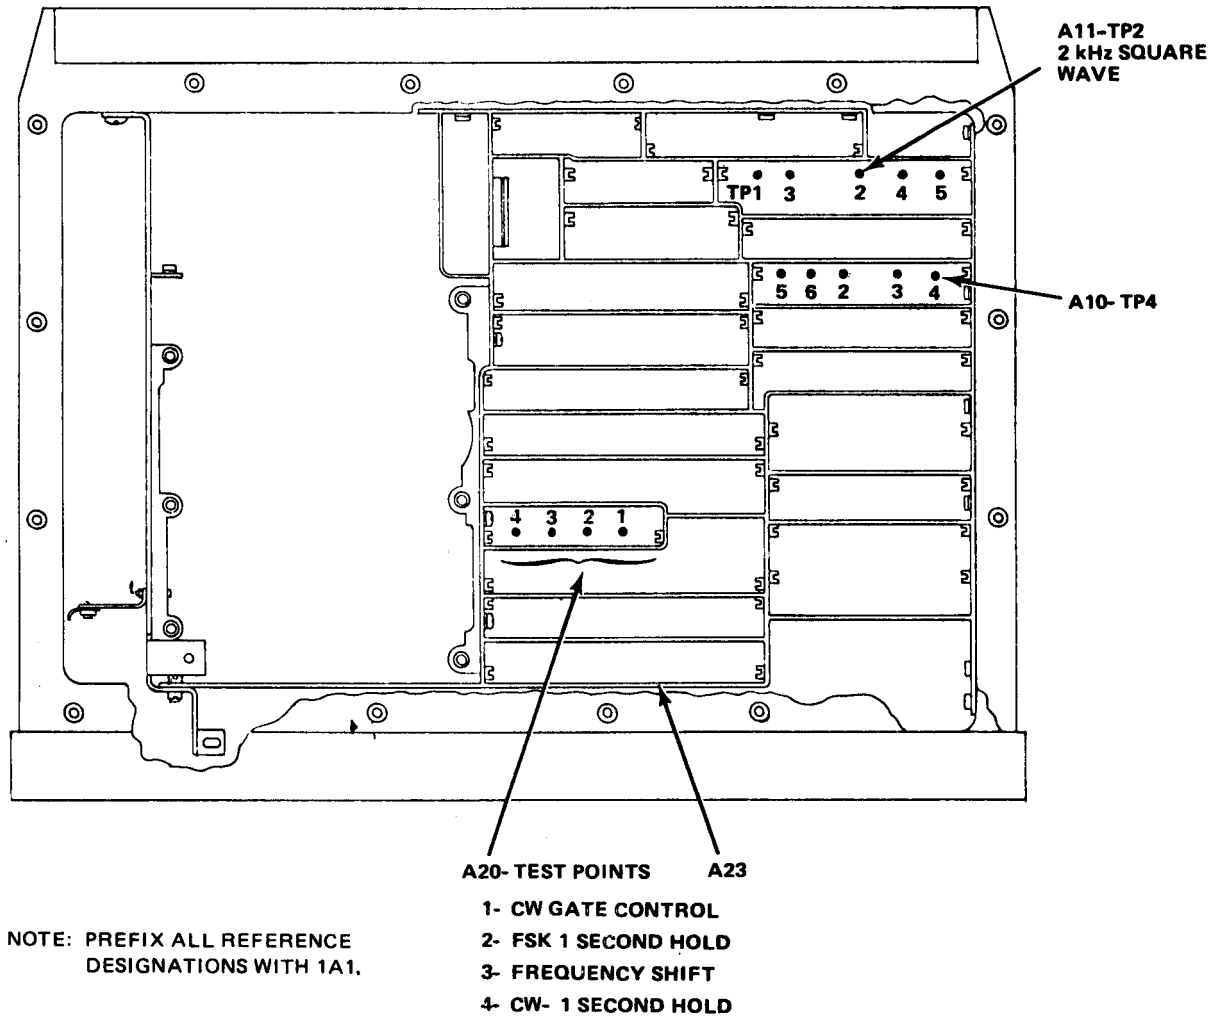 A11-TP2
2 kHz SQUARE
WAVE
TP1 3 2 4 5
5 6 2 3 4
A10- TP4
4 3 2 1
A20- TEST POINTS
A23
1- CW GATE CONTROL
2- FSK 1 SECOND HOLD
3- FREQUENCY SHIFT
4- CW- 1 SECOND HOLD
NOTE: PREFIX ALL REFERENCE
DESIGNATIONS WITH 1A1.